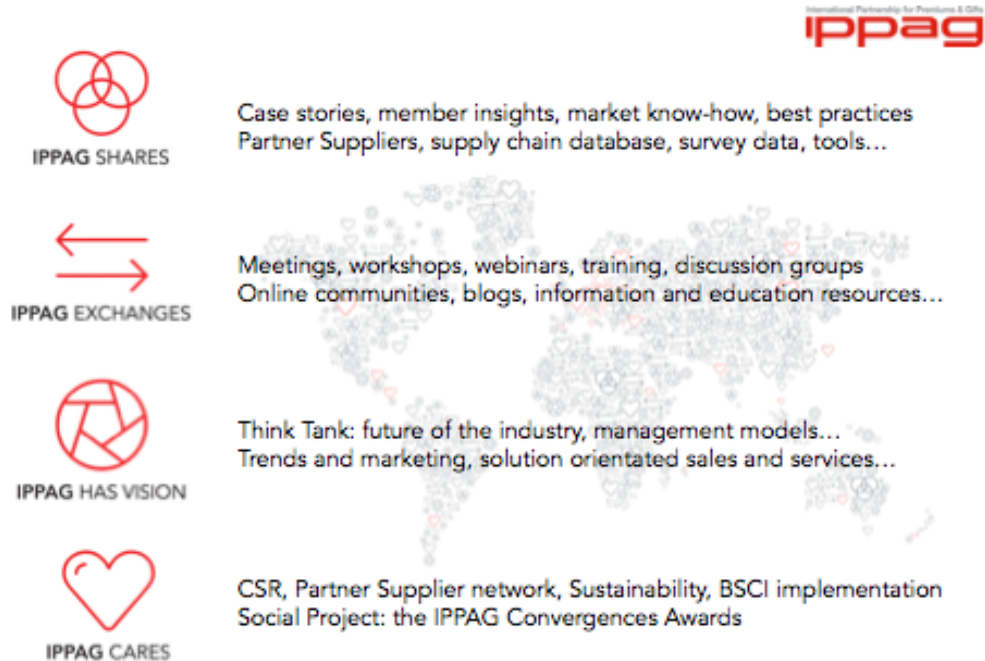 International Partnership for Premiums & Gifts
ippag
Case stories, member insights, market know-how, best practices
Partner Suppliers, supply chain database, survey data, tools...
IPPAG SHARES
Meetings, workshops, webinars, training, discussion groups
Online communities, blogs, information and education resources...
IPPAG EXCHANGES
Think Tank: future of the industry, management models...
Trends and marketing, solution orientated sales and services...
IPPAG HAS VISION
CSR, Partner Supplier network, Sustainability, BSCI implementation
Social Project: the IPPAG Convergences Awards
IPPAG CARES